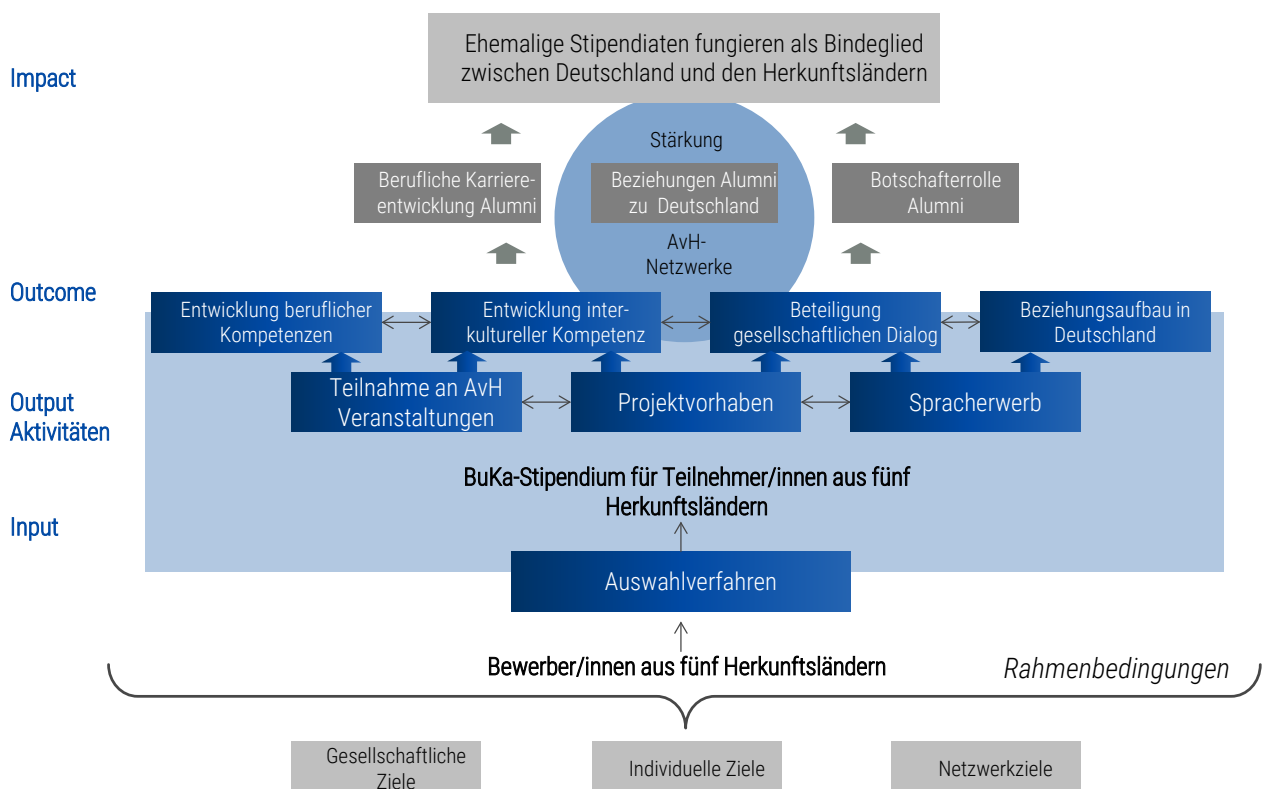 Ehemalige Stipendiaten fungieren als Bindeglied
zwischen Deutschland und den Herkunftsländern
Impact
Stärkung
Berufliche Karriere-
entwicklung Alumni
Beziehungen Alumni
zu Deutschland
Botschafterrolle
Alumni
AvH-
Netzwerke
Outcome
Entwicklung beruflicher
Kompetenzen
Entwicklung inter-
kultureller Kompetenz
Beteiligung
gesellschaftlichen Dialog
Beziehungsaufbau in
Deutschland
Output
Aktivitäten
Teilnahme an AvH
Veranstaltungen
Projektvorhaben
Spracherwerb
BuKa-Stipendium für Teilnehmer/innen aus fünf
Herkunftsländern
Input
Auswahlverfahren
Bewerber/innen aus fünf Herkunftsländern
Rahmenbedingungen
Gesellschaftliche
Ziele
Individuelle Ziele
Netzwerkziele